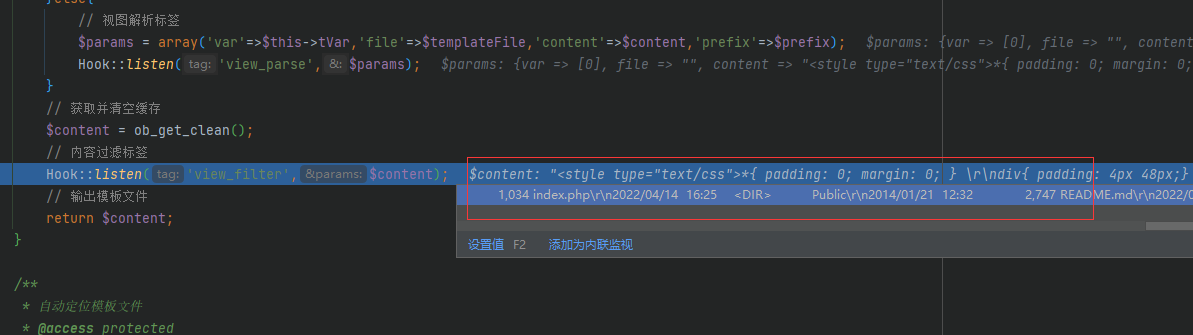 }else{
// 视图解析标签
$params = array('var'=>$this->tVar,'file'=>$templateFile,'content'=>$content,'prefix'=>$prefix); $params: {var => [0], file => "", content
Hook::listen( tag: 'view_parse', &: $params); $params: {var => [0], file => "", content => "<style type="text/css">*{ padding: 0; margin: 0;
}
// 获取并清空缓存
$content = ob_get_clean();
// 内容过滤标签
Hook::listen( tag: 'view_filter', &params: $content); $content: "<style type="text/css">*{ padding: 0; margin: 0; } \r\ndiv{ padding: 4px 48px;}
// 输出模板文件
1,034 index.php\r\n2022/04/14 16:25 <DIR> Public\r\n2014/01/21 12:32 2,747 README.md\r\n2022/0
return $content;
}
设置值 F2 添加为内联监视
/**
* 自动定位模板文件
* @access protected